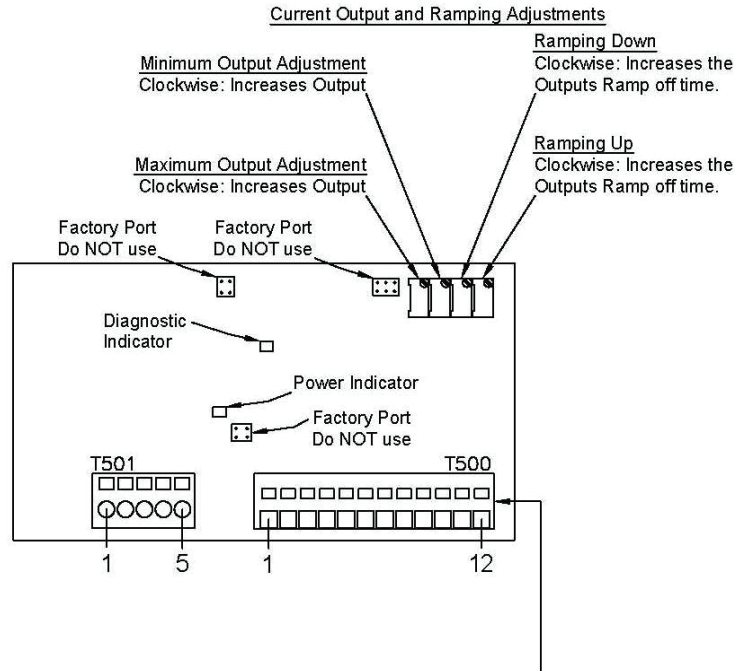 Current Output and Ramping Adjustments
Minimum Output Adjustment
Clockwise: Increases Output
Ramping Down
Clockwise: Increases the
Outputs Ramp off time.
Maximum Output Adjustment
Clockwise: Increases Output
Ramping Up
Clockwise: Increases the
Outputs Ramp off time.
Factory Port
Do NOT use
Factory Port
Do NOT use
Diagnostic
Indicator
Power Indicator
Factory Port
Do NOT use
T501
T500
1
5
1
12